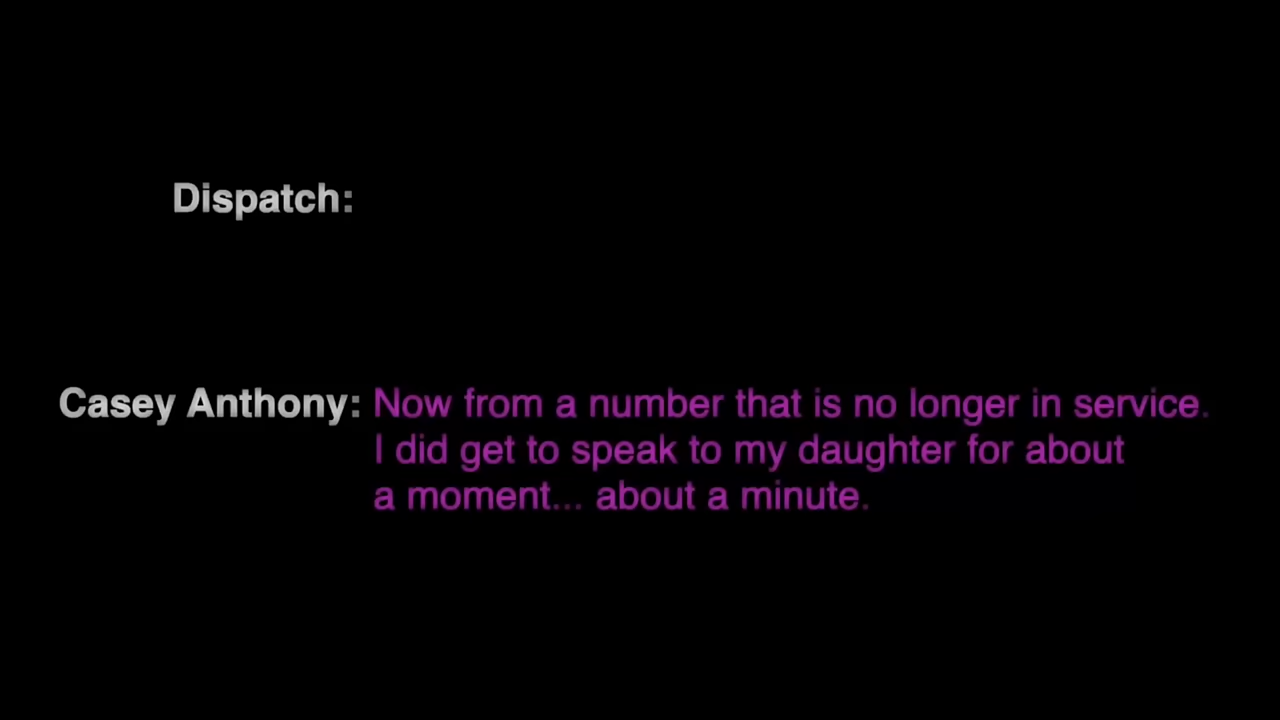 Dispatch:
Casey Anthony: Now from a number that is no longer in service.
I did get to speak to my daughter for about
a moment... about a minute.